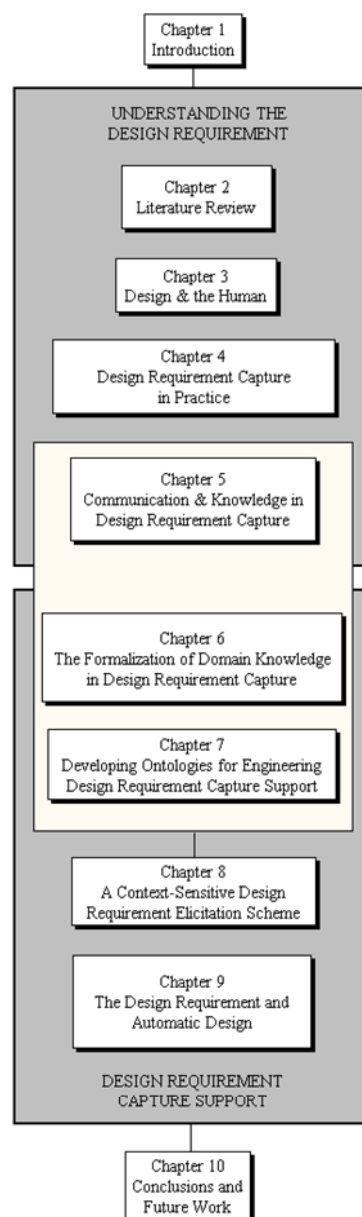 Chapter 1
Introduction
UNDERSTANDING THE
DESIGN REQUIREMENT
Chapter 2
Literature Review
Chapter 3
Design & the Human
Chapter 4
Design Requirement Capture
in Practice
Chapter 5
Communication & Knowledge in
Design Requirement Capture
Chapter 6
The Formalization of Domain Knowledge
in Design Requirement Capture
Chapter 7
Developing Ontologies for Engineering
Design Requirement Capture Support
Chapter 8
A Context-Sensitive Design
Requirement Elicitation Scheme
Chapter 9
The Design Requirement and
Automatic Design
DESIGN REQUIREMENT
CAPTURE SUPPORT
Chapter 10
Conclusions and
Future Work